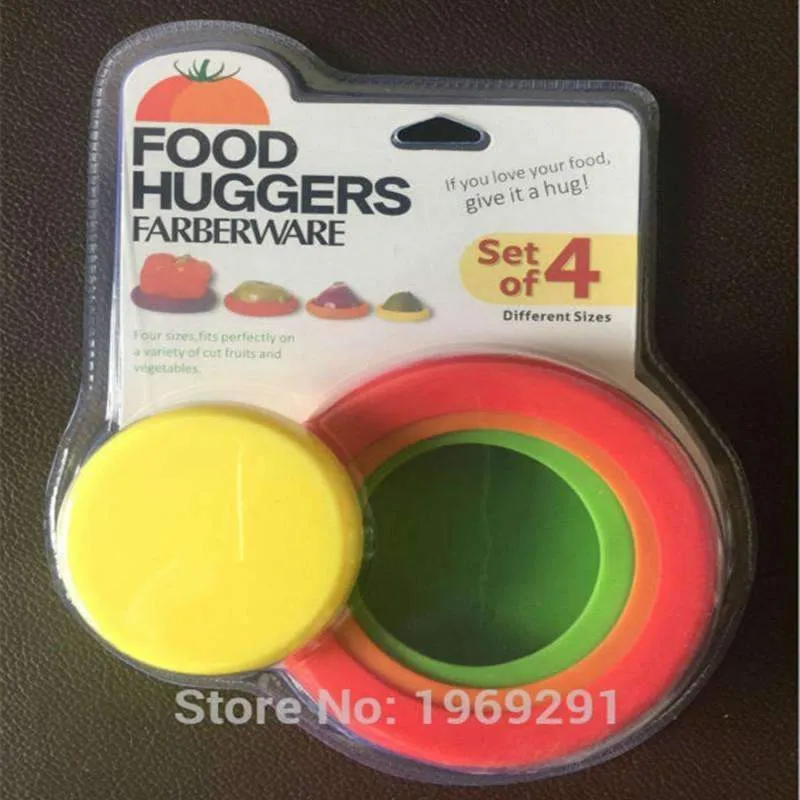 FOOD
HUGGERS
FARBERWARE
If you love your food,
give it a hug!
Set
of 4
Different Sizes
Four sizes, fits perfectly on
a variety of cut fruits and
vegetables.
Store No: 1969291